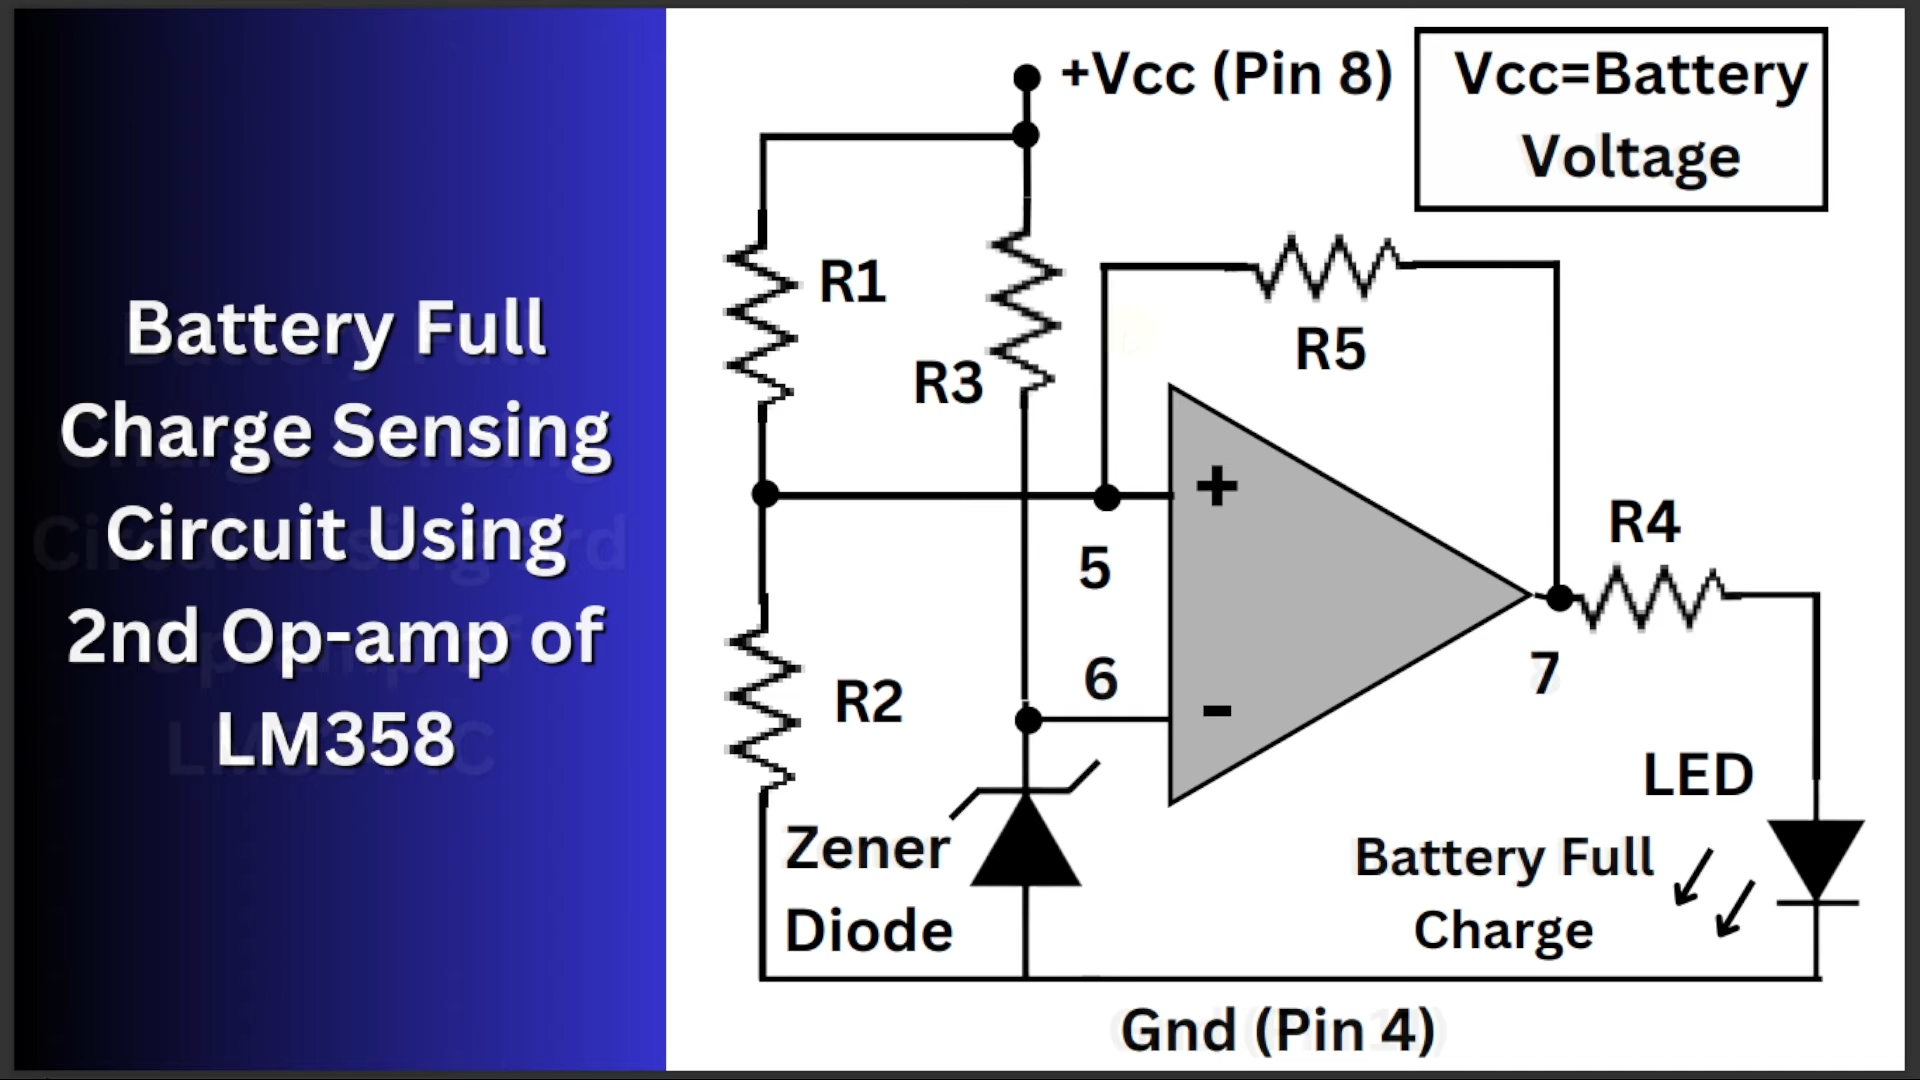 Battery Full
Charge Sensing
Circuit Using
2nd Op-amp of
LM358
+Vcc (Pin 8)
Vcc=Battery
Voltage
R1
R3
R5
+
5
R4
6
7
R2
-
LED
Zener
Diode
Battery Full
Charge
Gnd (Pin 4)